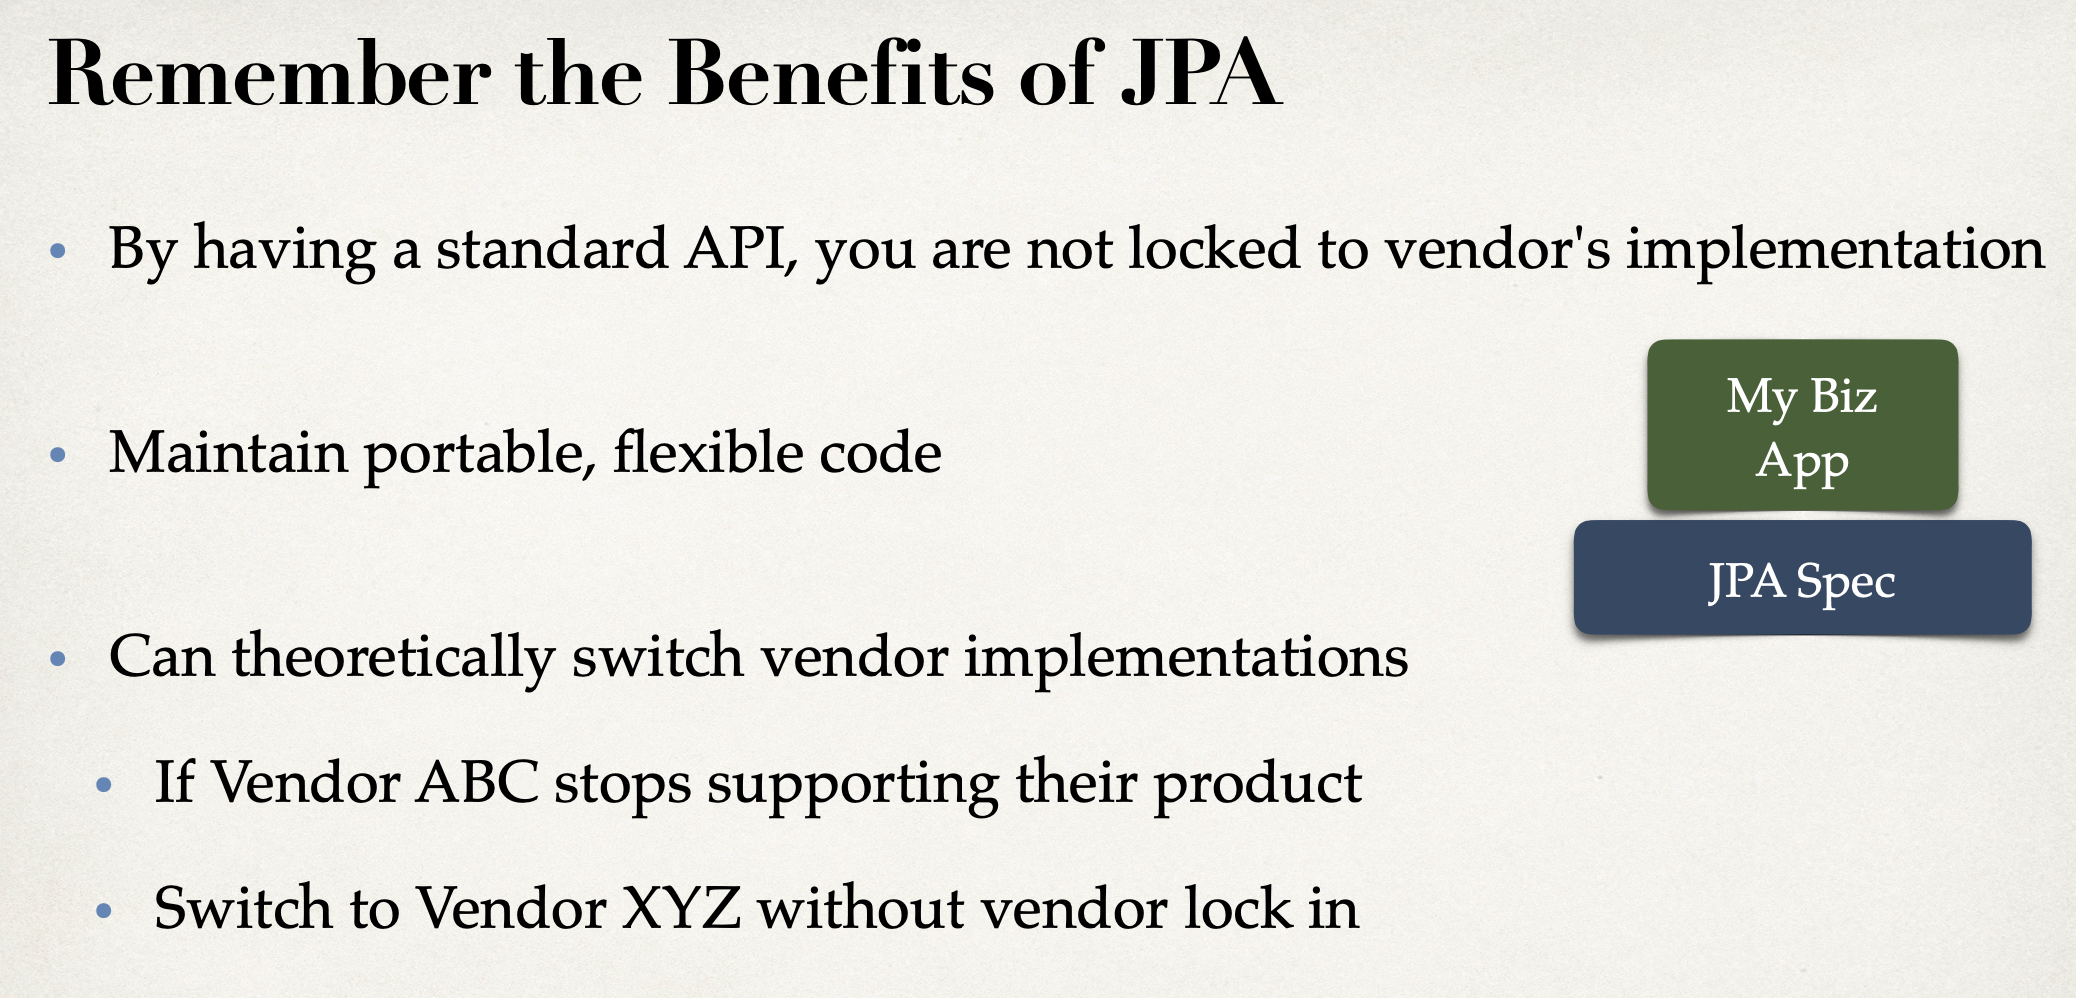 Remember the Benefits of JPA
• By having a standard API, you are not locked to vendor's implementation
• Maintain portable, flexible code
My Biz
App
JPA Spec
• Can theoretically switch vendor implementations
• If Vendor ABC stops supporting their product
• Switch to Vendor XYZ without vendor lock in